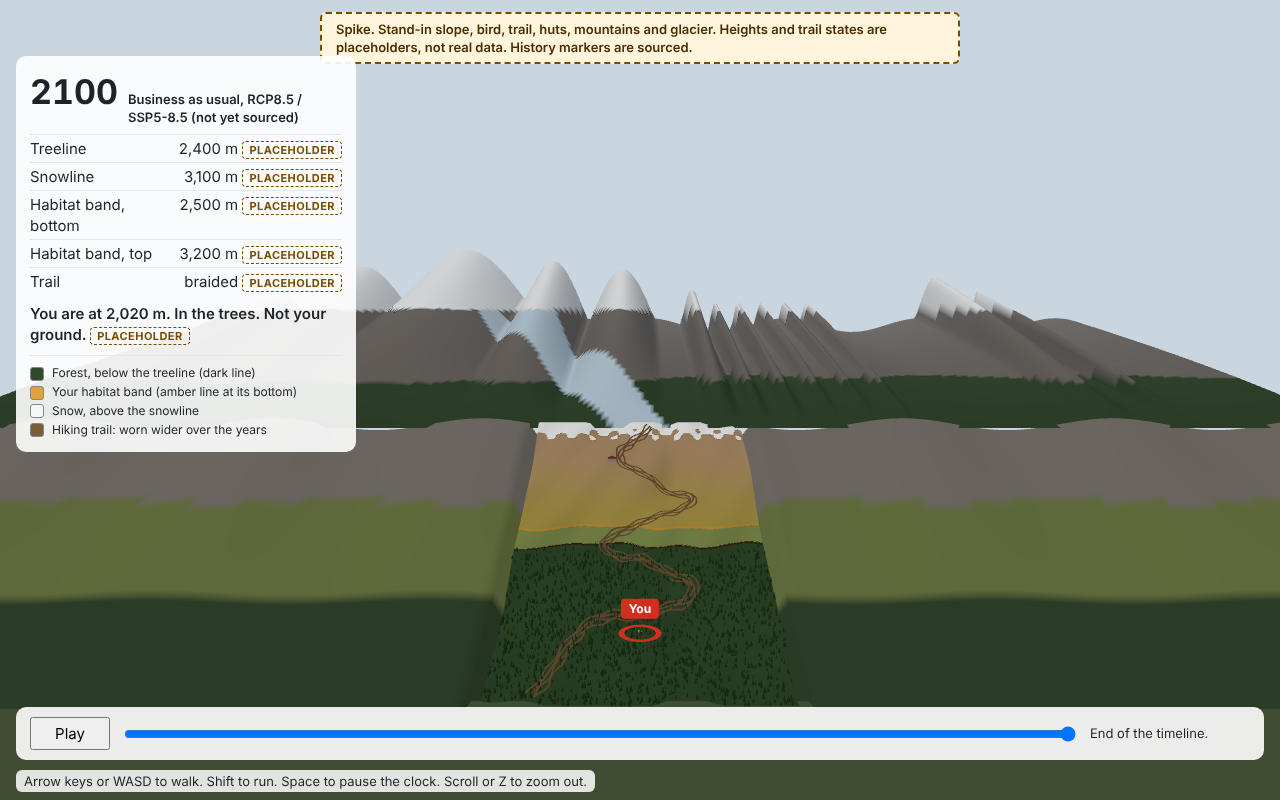 Spike. Stand-in slope, bird, trail, huts, mountains and glacier. Heights and trail states are
placeholders, not real data. History markers are sourced.
2100 Business as usual, RCP8.5 /
SSP5-8.5 (not yet sourced)
Treeline 2,400 m PLACEHOLDER
Snowline 3,100 m PLACEHOLDER
Habitat band, 2,500 m PLACEHOLDER
bottom
Habitat band, top 3,200 m PLACEHOLDER
Trail braided PLACEHOLDER
You are at 2,020 m. In the trees. Not your
ground. PLACEHOLDER
Forest, below the treeline (dark line)
Your habitat band (amber line at its bottom)
Snow, above the snowline
Hiking trail: worn wider over the years
You
Play End of the timeline.
Arrow keys or WASD to walk. Shift to run. Space to pause the clock. Scroll or Z to zoom out.